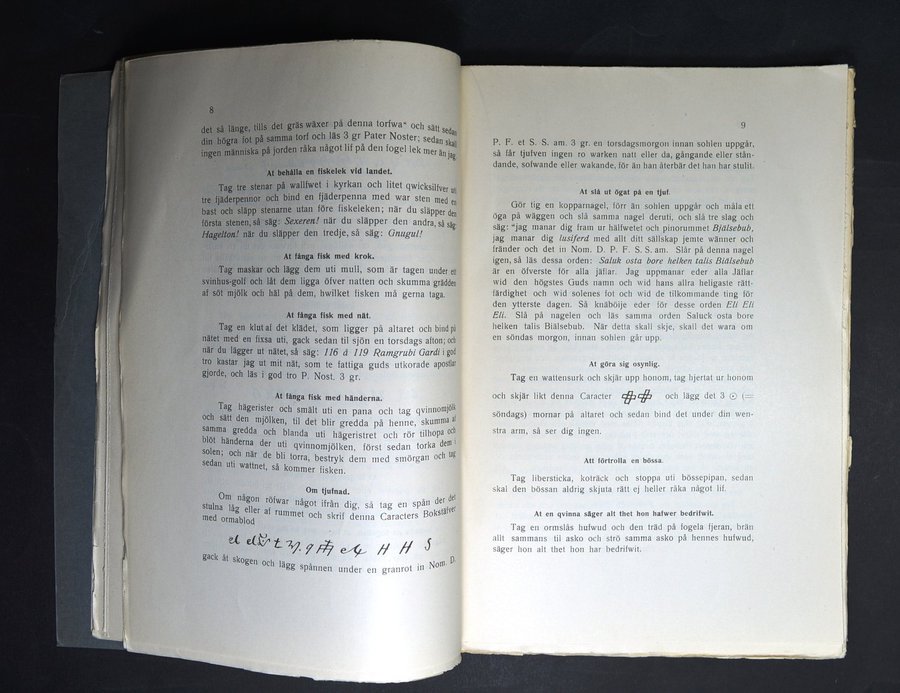 8
det så länge, tills det gräs wäxer på denna torfwa" och sätt sedan
din högra fot på samma torf och läs 3 gr Pater Noster; sedan skall
ingen människa på jorden råka något lif på den fogel lek mer än jag.
At behålla en fiskelek vid landet.
Tag tre stenar på wallfwet i kyrkan och litet qwicksilfver uti
tre fjäderpennor och bind en fjäderpenna med war sten med en
bast och släpp stenarne utan före fiskeleken; när du släpper den
första stenen, så säg: Sexeren! när du släpper den andra, så säg:
Hagelton! när du släpper den tredje, så säg: Gnugul!
At fånga fisk med krok.
Tag maskar och lägg dem uti mull, som är tagen under ett
svinhus-golf och låt dem ligga öfver natten och skumma grädden
af söt mjölk och häl på dem, hwilket fisken må gerna taga.
At fånga fisk med nät.
Tag en klut af det klädet, som ligger på altaret och bind på
nätet med en fixsa uti, gack sedan til sjön en torsdags afton; och
når du lägger ut nätet, så säg: 116 á 119 Ramgrubi Gardi i god
tro kastar jag ut mit nät, som te fattiga guds utkorade apostlar
gjorde, och läs i god tro P. Nost. 3 gr.
At fånga fisk med händerna.
Tag hägerister och smält uti en pana och tag qvinnomjölk
och sätt den mjölken, til det blir gredda på henne, skumma af
samma gredda och blanda uti hägeristret och rör tilhopa och
blöt händerna der uti qvinnomjölken, först sedan torka dem i
solen; och när de bli torra, bestryk dem med smörgan och tag
sedan uti wattnet, så kommer fisken.
Om tjufnad.
Om någon röfwar något ifrån dig, så tag en spån der det
stulna låg eller af rummet och skrif denna Caracters Bokstäfver
med ormablod
H H S
gack åt skogen och lägg spånnen under en granrot in Nom. D.
9
P. F. et S. S. am. 3 gr. en torsdagsmorgon innan sohlen uppgår,
så får tjufven ingen ro warken natt eller da, gångande eller stån-
dande, sofwande eller wakande, för än han återbär det han har stulit.
At slå ut ögat på en tjuf.
Gör tig en kopparnagel, förr än sohlen uppgår och måla ett
öga på wäggen och slå samma nagel deruti, och slå tre slag och
säg: "jag manar dig fram ur hälfwetet och pinorummet Bjälsebub,
jag manar dig lusiferd med allt ditt sällskap jemte wänner och
fränder och det in Nom. D. P. F. S. S. am. Slår på denna nagel
igen, så läs dessa orden: Saluk osta bore helken talis Biälsebub
är en öfverste för alla jäflar. Jag uppmanar eder alla Jäflar
wid den högstes Guds namn och wid hans allra heligaste rätt-
färdighet och wid solenes fot och wid de tilkommande ting för
den ytterste dagen. Så knäböije eder för desse orden Eli Eli
Eli. Slå på nagelen och läs samma orden Saluck osta bore
helken talis Biälsebub. När detta skall skje, skall det wara om
en söndas morgon, innan sohlen går upp.
At göra sig osynlig.
Tag en wattensurk och skjär upp honom, tag hjertat ur honom
och skjär likt denna Caracter och lägg det 3 ☉ (=
söndags) mornar på altaret och sedan bind det under din wen-
stra arm, så ser dig ingen.
Att förtrolla en bössa.
Tag libersticka, koträck och stoppa uti bössepipan, sedan
skal den bössan aldrig skjuta rätt ej heller råka något lif.
At en qvinna säger alt thet hon hafwer bedrifwit.
Tag en ormslås hufwud och den träd på fogela fjeran, brän
allt sammans til asko och strö samma asko på hennes hufwud,
säger hon alt thet hon har bedrifwit.